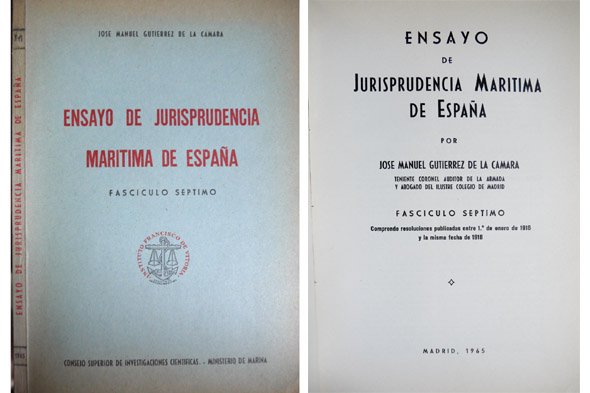 JOSE MANUEL GUTIERREZ DE LA CAMARA
ENSAYO DE JURISPRUDENCIA
MARITIMA DE ESPAÑA
FASCICULO SEPTIMO
INSTITUTO FRANCISCO DE VITORIA
CONSEJO SUPERIOR DE INVESTIGACIONES CIENTIFICAS. - MINISTERIO DE MARINA
ENSAYO DE JURISPRUDENCIA MARITIMA DE ESPAÑA
1965
ENSAYO
DE
JURISPRUDENCIA MARITIMA
DE ESPAÑA
POR
JOSE MANUEL GUTIERREZ DE LA CAMARA
TENIENTE CORONEL AUDITOR DE LA ARMADA
Y ABOGADO DEL ILUSTRE COLEGIO DE MADRID
FASCICULO SEPTIMO
Comprende resoluciones publicadas entre 1.º de enero de 1915
y la misma fecha de 1918
MADRID, 1965